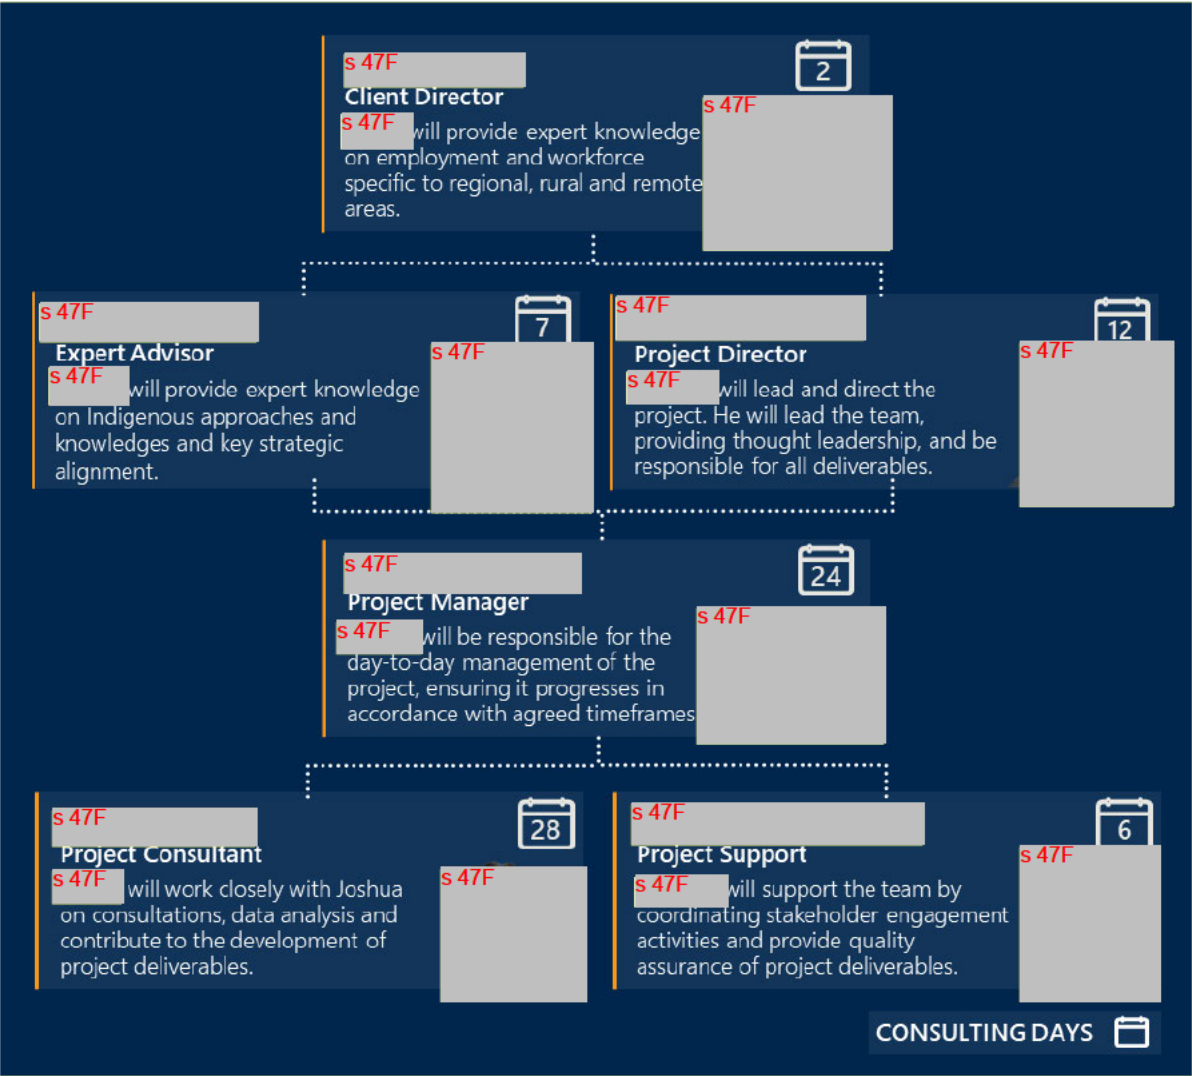 s 47F
2
Client Director
s 47F
s 47F will provide expert knowledge
on employment and workforce
specific to regional, rural and remote
areas.
s 47F
7
Expert Advisor
s 47F
s 47F will provide expert knowledge
on Indigenous approaches and
knowledges and key strategic
alignment.
s 47F
12
Project Director
s 47F
s 47F will lead and direct the
project. He will lead the team,
providing thought leadership, and be
responsible for all deliverables.
s 47F
24
Project Manager
s 47F
s 47F will be responsible for the
day-to-day management of the
project, ensuring it progresses in
accordance with agreed timeframes
s 47F
28
Project Consultant
s 47F
s 47F will work closely with Joshua
on consultations, data analysis and
contribute to the development of
project deliverables.
s 47F
6
Project Support
s 47F
s 47F will support the team by
coordinating stakeholder engagement
activities and provide quality
assurance of project deliverables.
CONSULTING DAYS